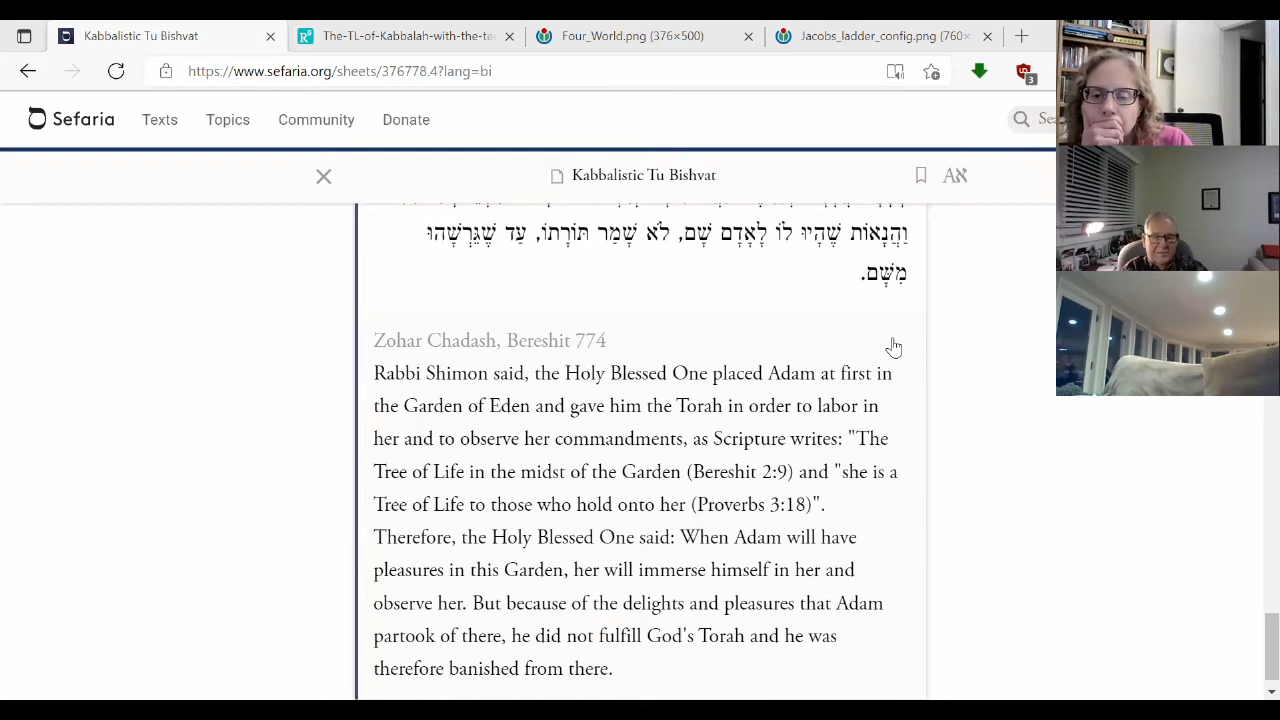 Kabbalistic Tu Bishvat
The-TL-of-Kabbalah-with-the-te
Four_World.png (376×500)
Jacobs_ladder_config.png (760×
https://www.sefaria.org/sheets/376778.4?lang=bi
3
Sefaria
Texts
Topics
Community
Donate
Kabbalistic Tu Bishvat
Aא
וַהֲנָאוֹת שֶׁהָיוּ לוֹ לָאָדָם שָׁם, לֹא שָׁמַר תּוֹרָתוֹ, עַד שֶׁגֵּרְשָׁהוּ
מִשָּׁם.
Zohar Chadash, Bereshit 774
Rabbi Shimon said, the Holy Blessed One placed Adam at first in
the Garden of Eden and gave him the Torah in order to labor in
her and to observe her commandments, as Scripture writes: "The
Tree of Life in the midst of the Garden (Bereshit 2:9) and "she is a
Tree of Life to those who hold onto her (Proverbs 3:18)".
Therefore, the Holy Blessed One said: When Adam will have
pleasures in this Garden, her will immerse himself in her and
observe her. But because of the delights and pleasures that Adam
partook of there, he did not fulfill God's Torah and he was
therefore banished from there.